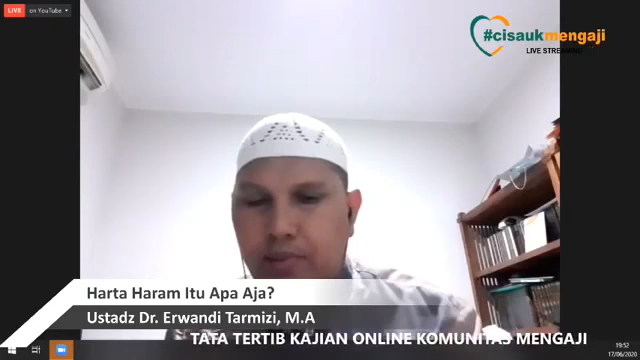 LIVE on YouTube
#cisaukmengaji
LIVE STREAMING
Harta Haram Itu Apa Aja?
Ustadz Dr. Erwandi Tarmizi, M.A
TATA TERTIB KAJIAN ONLINE KOMUNITAS MENGAJI
19:52
17/06/2020